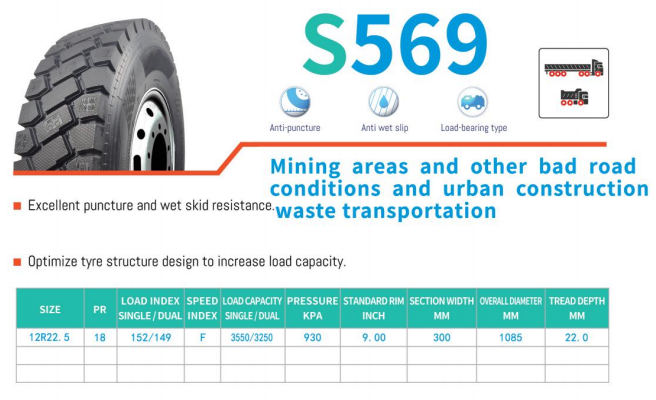 S569
Anti-puncture
Anti wet slip
Load-bearing type
Mining areas and other bad road
conditions and urban construction
waste transportation
Excellent puncture and wet skid resistance.
Optimize tyre structure design to increase load capacity.
SIZE PR LOAD INDEX SINGLE / DUAL SPEED INDEX LOAD CAPACITY SINGLE / DUAL PRESSURE KPA STANDARD RIM INCH SECTION WIDTH MM OVERALL DIAMETER MM TREAD DEPTH MM
12R22.5 18 152/149 F 3550/3250 930 9.00 300 1085 22.0